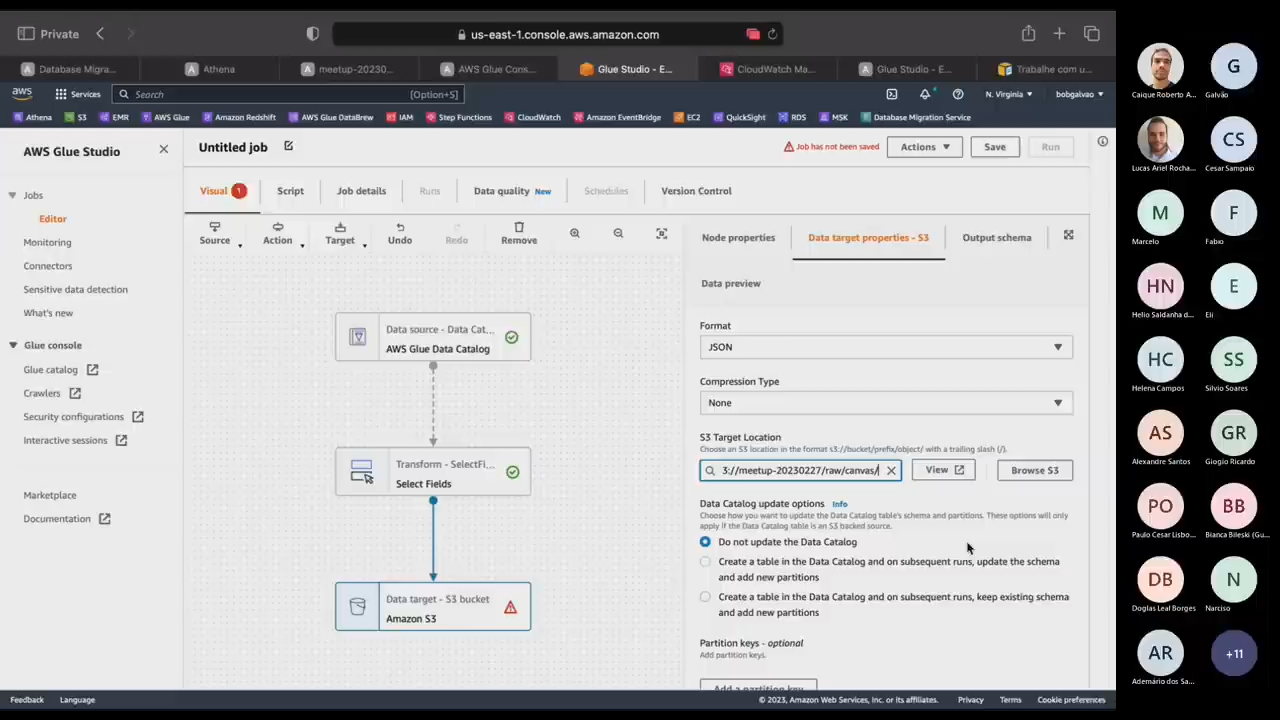 Private
us-east-1.console.aws.amazon.com
Database Migra...
Athena
meetup-20230...
AWS Glue Cons...
Glue Studio - E...
CloudWatch Ma...
Glue Studio - E...
Trabalhe com u...
aws
Services
Search
[Option+S]
N. Virginia
bobgalvao
Athena
S3
EMR
AWS Glue
Amazon Redshift
AWS Glue DataBrew
IAM
Step Functions
CloudWatch
Amazon EventBridge
EC2
QuickSight
RDS
MSK
Database Migration Service
AWS Glue Studio
Jobs
Editor
Monitoring
Connectors
Sensitive data detection
What's new
Glue console
Glue catalog
Crawlers
Security configurations
Interactive sessions
Marketplace
Documentation
Untitled job
Job has not been saved
Actions
Save
Run
Visual 1
Script
Job details
Runs
Data quality New
Schedules
Version Control
Source
Action
Target
Undo
Redo
Remove
Data source - Data Cat...
AWS Glue Data Catalog
Transform - SelectFi...
Select Fields
Data target - S3 bucket
Amazon S3
Node properties
Data target properties - S3
Output schema
Data preview
Format
JSON
Compression Type
None
S3 Target Location
Choose an S3 location in the format s3://bucket/prefix/object/ with a trailing slash (/).
3://meetup-20230227/raw/canvas/
View
Browse S3
Data Catalog update options Info
Choose how you want to update the Data Catalog table's schema and partitions. These options will only
apply if the Data Catalog table is an S3 backed source.
Do not update the Data Catalog
Create a table in the Data Catalog and on subsequent runs, update the schema
and add new partitions
Create a table in the Data Catalog and on subsequent runs, keep existing schema
and add new partitions
Partition keys - optional
Add partition keys.
Add a partition key
Feedback
Language
© 2023, Amazon Web Services, Inc. or its affiliates.
Privacy
Terms
Cookie preferences
Caique Roberto A...
G
Galvão
Lucas Ariel Rocha...
CS
Cesar Sampaio
M
Marcelo
F
Fabio
HN
Helio Saldanha d...
E
Eli
HC
Helena Campos
SS
Silvio Soares
AS
Alexandre Santos
GR
Giogio Ricardo
PO
Paulo Cesar Lisbo...
BB
Bianca Bileski (Gu...
DB
Doglas Leal Borges
N
Narciso
AR
Ademário dos Sa...
+11